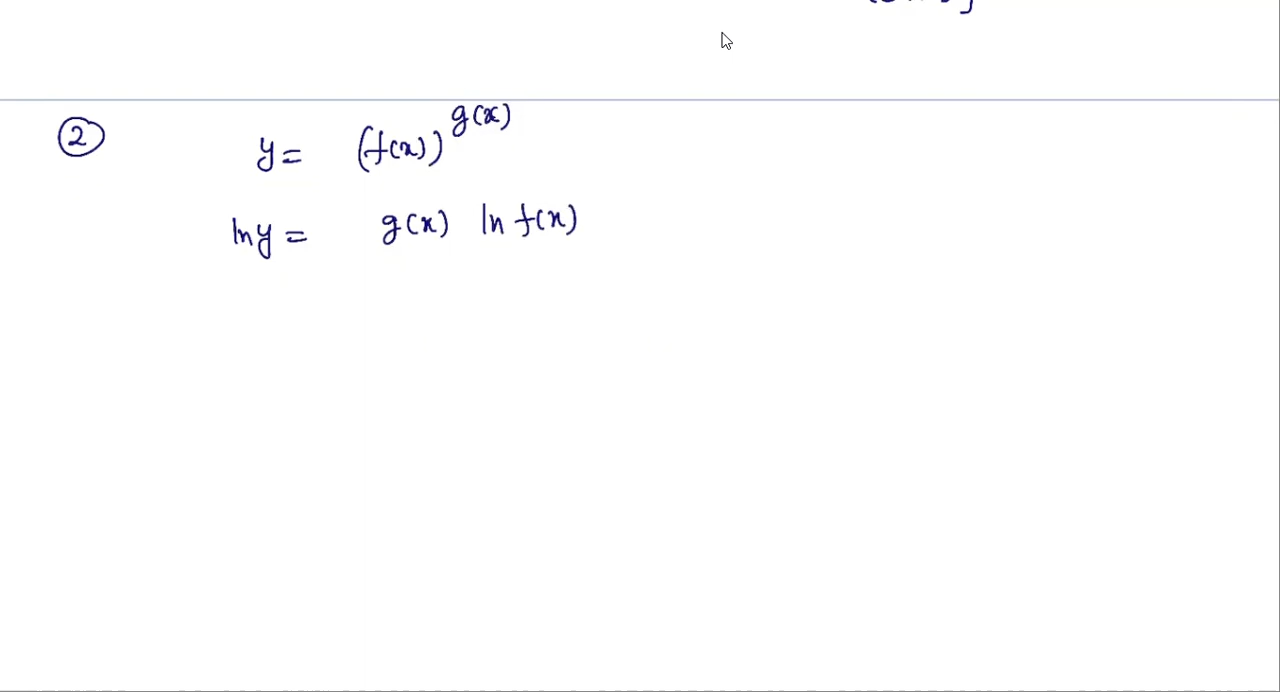 ② y = (f(x))^g(x)
ln y = g(x) ln f(x)